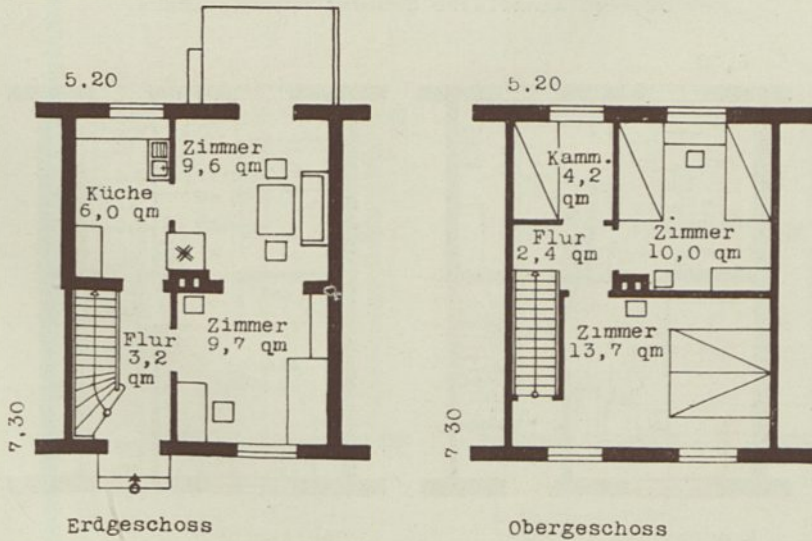 5.20
Zimmer
9,6 qm
Küche
6,0 qm
Flur
3,2
qm
Zimmer
9,7 qm
7,30
Erdgeschoss
5.20
Kamm.
4,2
qm
Flur
2,4 qm
Zimmer
10,0 qm
Zimmer
13,7 qm
7 30
Obergeschoss